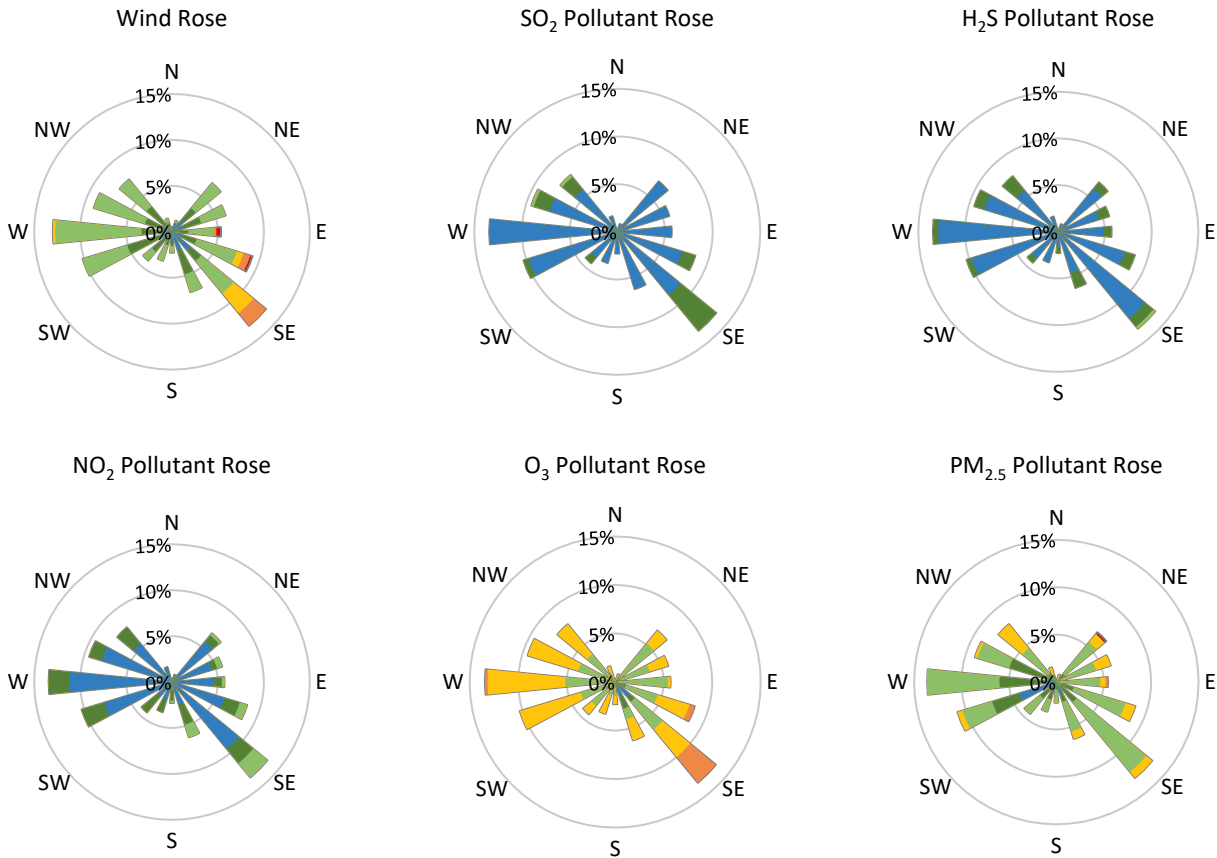 Wind Rose
N
15%
NW
NE
10%
5%
W
0%
E
SW
SE
S
SO₂ Pollutant Rose
N
15%
NW
NE
10%
5%
W
0%
E
SW
SE
S
H₂S Pollutant Rose
N
15%
NW
NE
10%
5%
W
0%
E
SW
SE
S
NO₂ Pollutant Rose
N
15%
NW
NE
10%
5%
W
0%
E
SW
SE
S
O₃ Pollutant Rose
N
15%
NW
NE
10%
5%
W
0%
E
SW
SE
S
PM₂.₅ Pollutant Rose
N
15%
NW
NE
10%
5%
W
0%
E
SW
SE
S